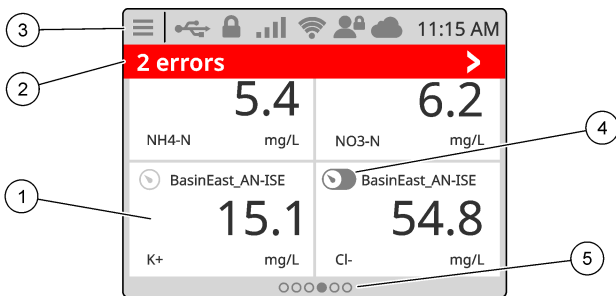 3
11:15 AM
2
2 errors
5.4
6.2
NH4-N mg/L
NO3-N mg/L
4
BasinEast_AN-ISE
BasinEast_AN-ISE
1
15.1
54.8
K+ mg/L
Cl- mg/L
5